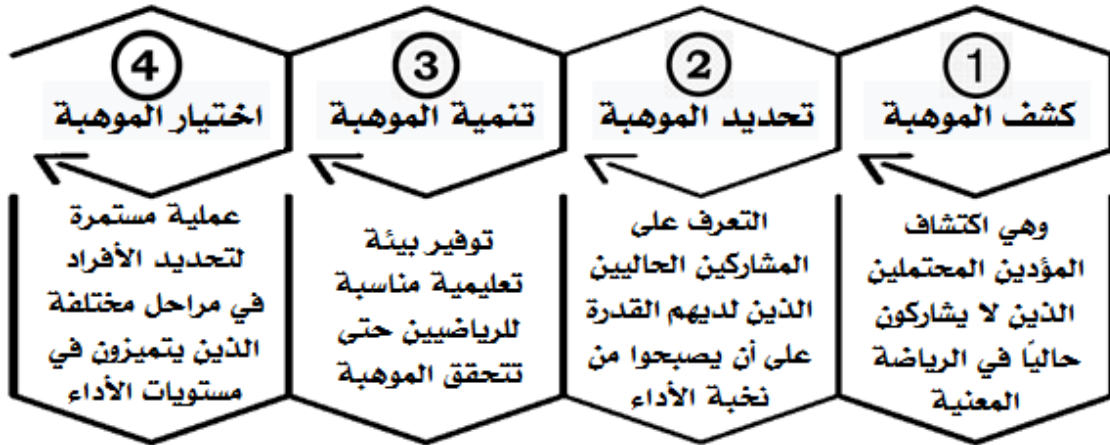 1
كشف الموهبة
وهي اكتشاف
المؤدين المحتملين
الذين لا يشاركون
حاليًا في الرياضة
المعنية
2
تحديد الموهبة
التعرف على
المشاركين الحاليين
الذين لديهم القدرة
على أن يصبحوا من
نخبة الأداء
3
تنمية الموهبة
توفير بيئة
تعليمية مناسبة
للرياضيين حتى
تتحقق الموهبة
4
اختيار الموهبة
عملية مستمرة
لتحديد الأفراد
في مراحل مختلفة
الذين يتميزون في
مستويات الأداء